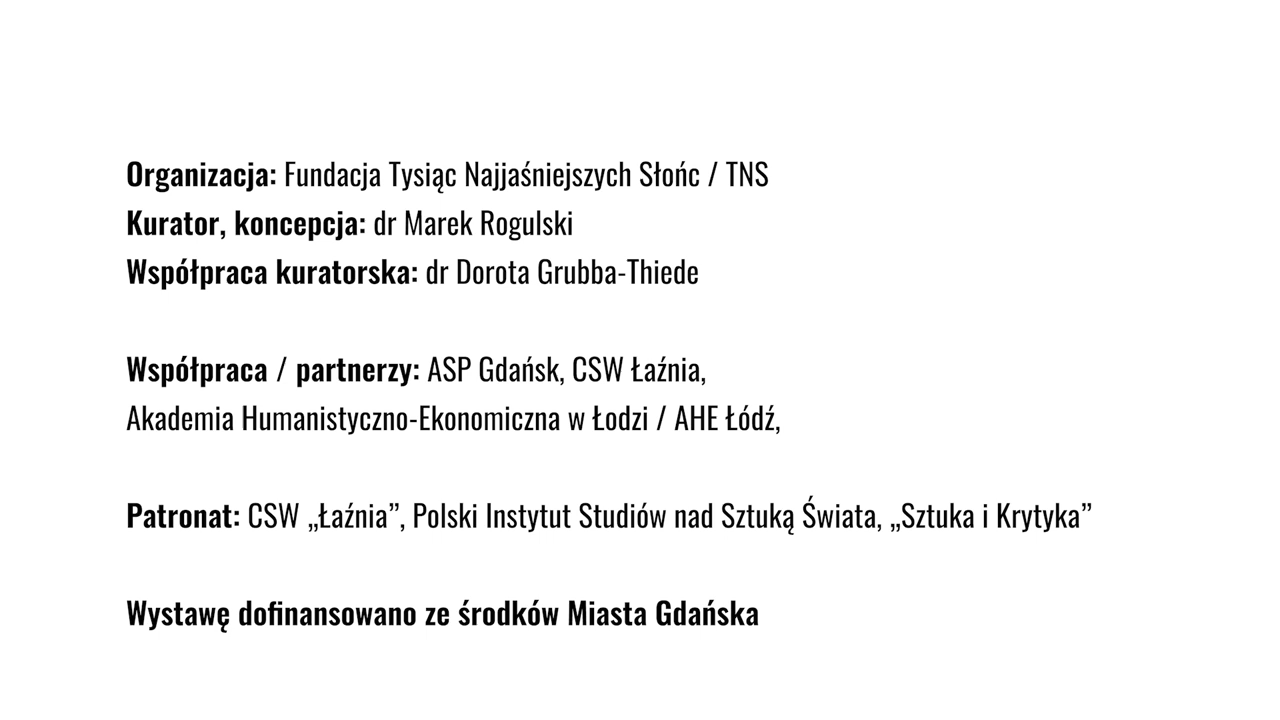 Organizacja: Fundacja Tysiąc Najjaśniejszych Słońc / TNS
Kurator, koncepcja: dr Marek Rogulski
Współpraca kuratorska: dr Dorota Grubba-Thiede
Współpraca / partnerzy: ASP Gdańsk, CSW Łaźnia,
Akademia Humanistyczno-Ekonomiczna w Łodzi / AHE Łódź,
Patronat: CSW „Łaźnia”, Polski Instytut Studiów nad Sztuką Świata, „Sztuka i Krytyka”
Wystawę dofinansowano ze środków Miasta Gdańska